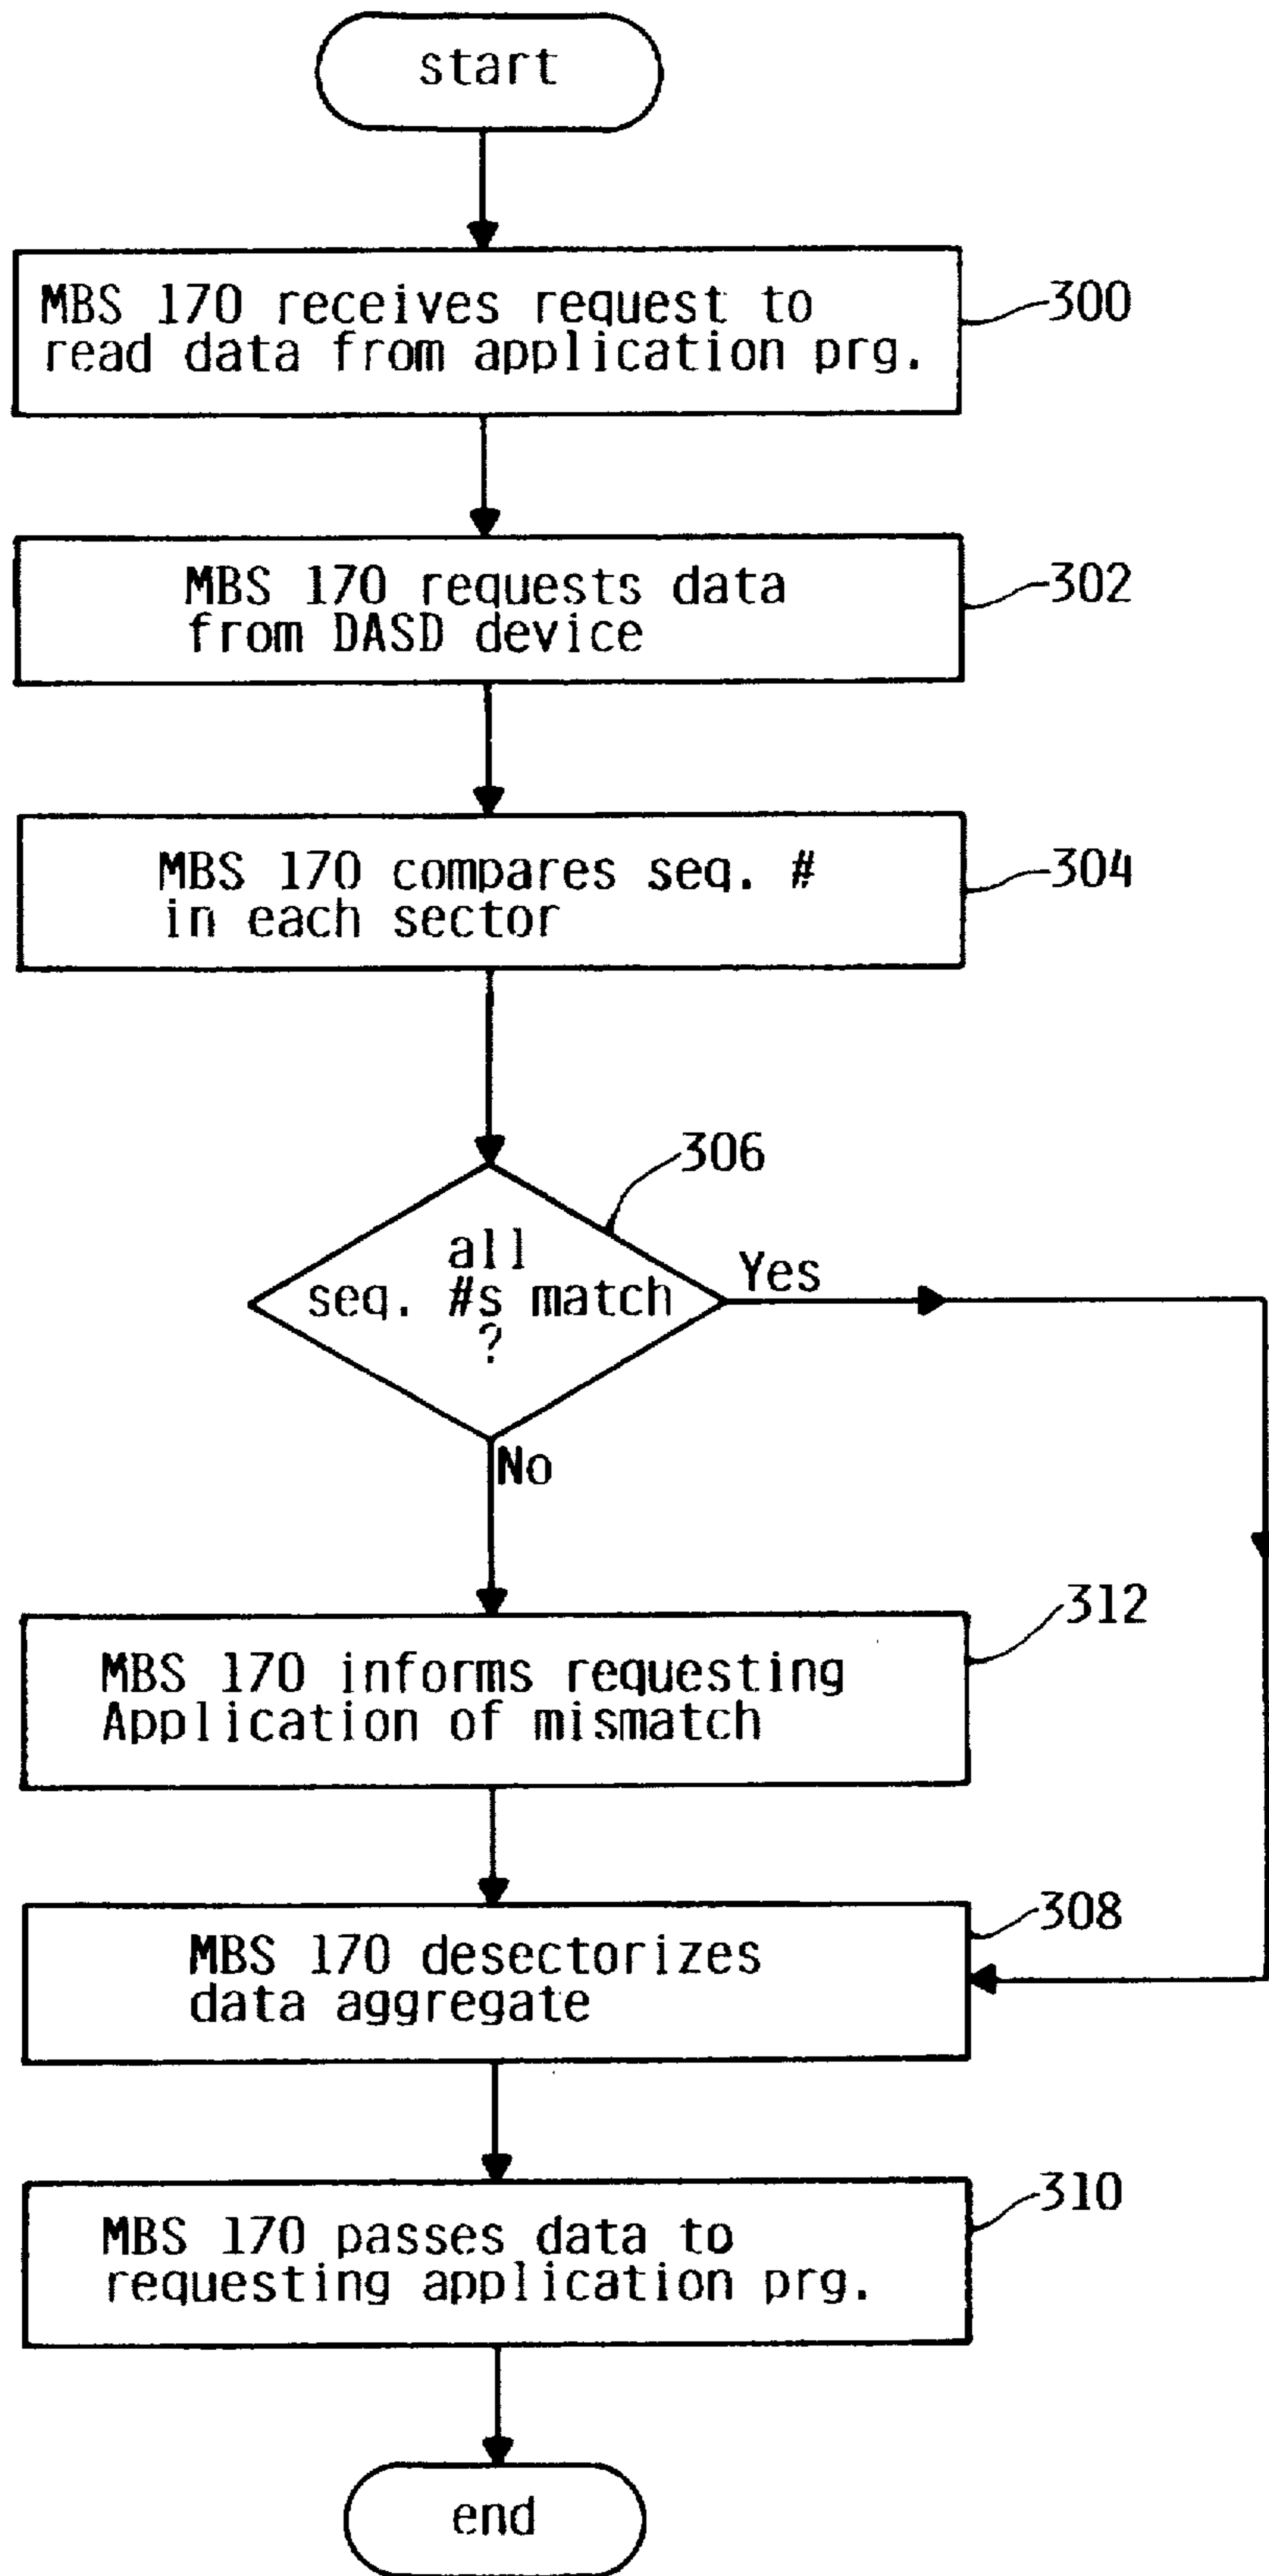 start
MBS 170 receives request to
read data from application prg.
300
MBS 170 requests data
from DASD device
302
MBS 170 compares seq. #
in each sector
304
306
all
seq. #s match
?
Yes
No
MBS 170 informs requesting
Application of mismatch
312
MBS 170 desectorizes
data aggregate
308
MBS 170 passes data to
requesting application prg.
310
end